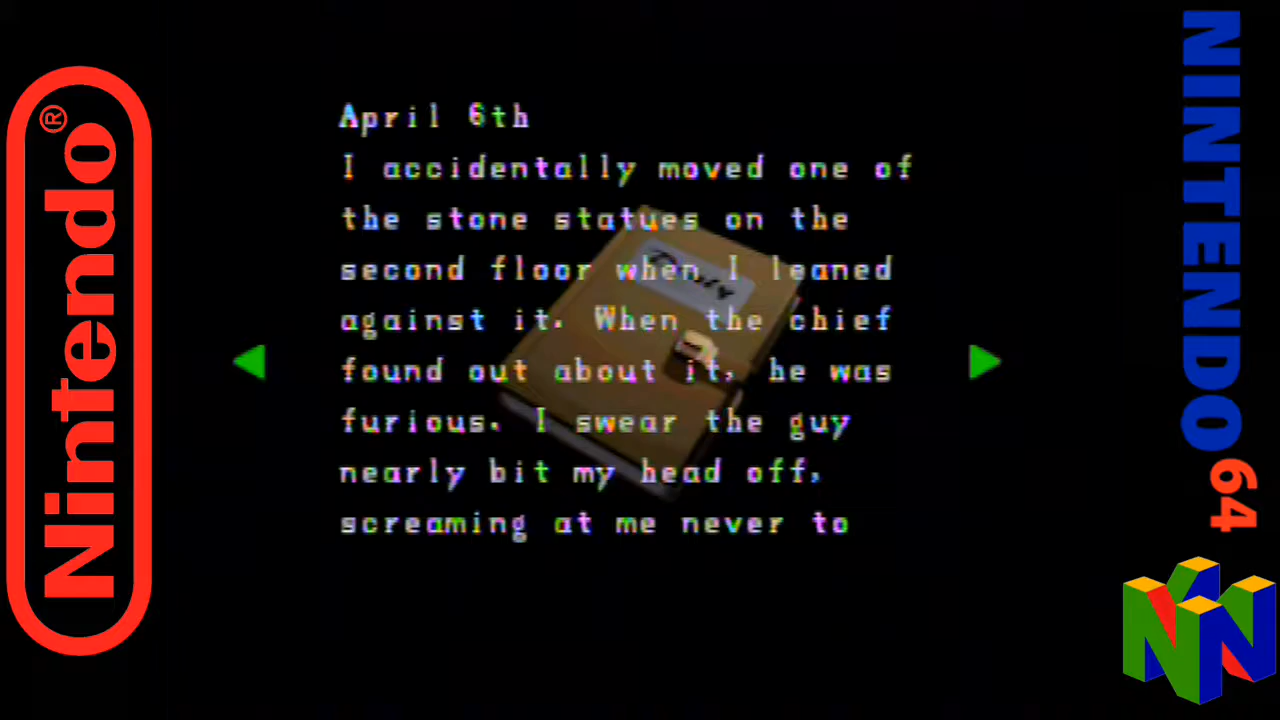 Nintendo®
April 6th
I accidentally moved one of
the stone statues on the
second floor when I leaned
against it. When the chief
found out about it, he was
furious. I swear the guy
nearly bit my head off,
screaming at me never to
Diary
NINTENDO 64